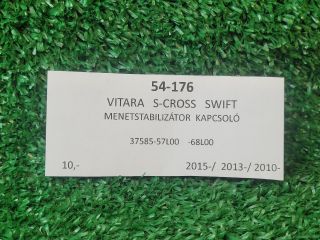 54-176
VITARA S-CROSS SWIFT
MENETSTABILIZÁTOR KAPCSOLÓ
37585-57L00 -68L00
10,- 2015-/ 2013-/ 2010-